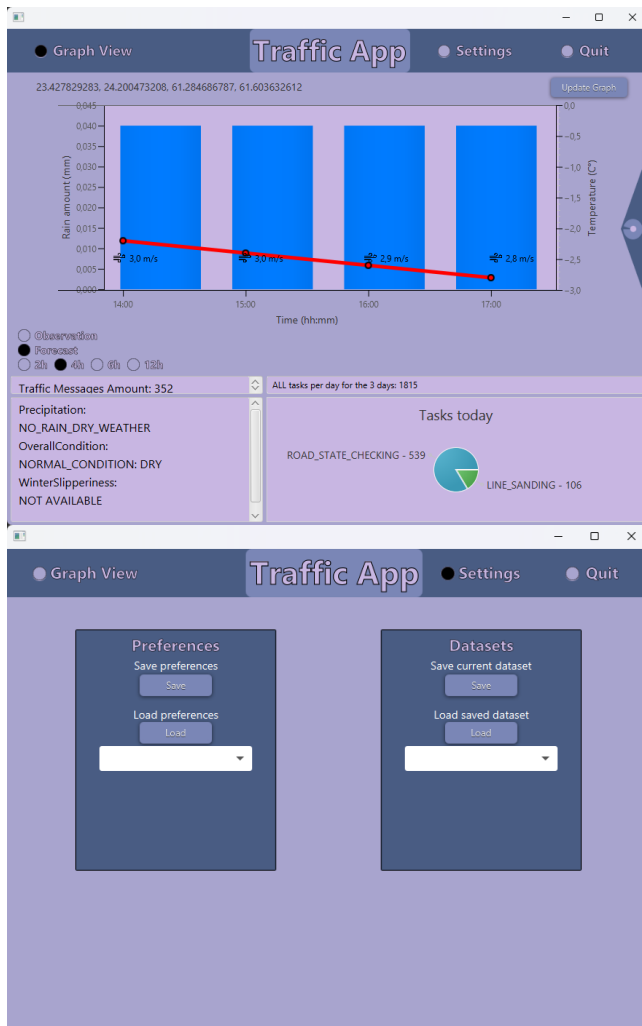 Graph View Traffic App Settings Quit
23.427829283, 24.200473208, 61.284686787, 61.603632612 Update Graph
Rain amount (mm)
0,045
0,040
0,035
0,030
0,025
0,020
0,015
0,010
0,005
0,000
3,0 m/s 3,0 m/s 2,9 m/s 2,8 m/s
0,0
-0,5
-1,0
-1,5
-2,0
-2,5
-3,0
Temperature (C°)
14:00 15:00 16:00 17:00
Time (hh:mm)
Observation
Forecast
2h 4h 6h 12h
Traffic Messages Amount: 352
ALL tasks per day for the 3 days: 1815
Precipitation:
NO_RAIN_DRY_WEATHER
OverallCondition:
NORMAL_CONDITION: DRY
WinterSlipperiness:
NOT AVAILABLE
Tasks today
ROAD_STATE_CHECKING - 539
LINE_SANDING - 106
Graph View Traffic App Settings Quit
Preferences
Save preferences
Save
Load preferences
Load
Datasets
Save current dataset
Save
Load saved dataset
Load